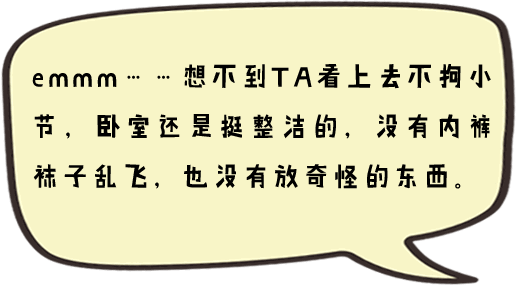 emmm……想不到TA看上去不拘小
节，卧室还是挺整洁的，没有内裤
袜子乱飞，也没有放奇怪的东西。